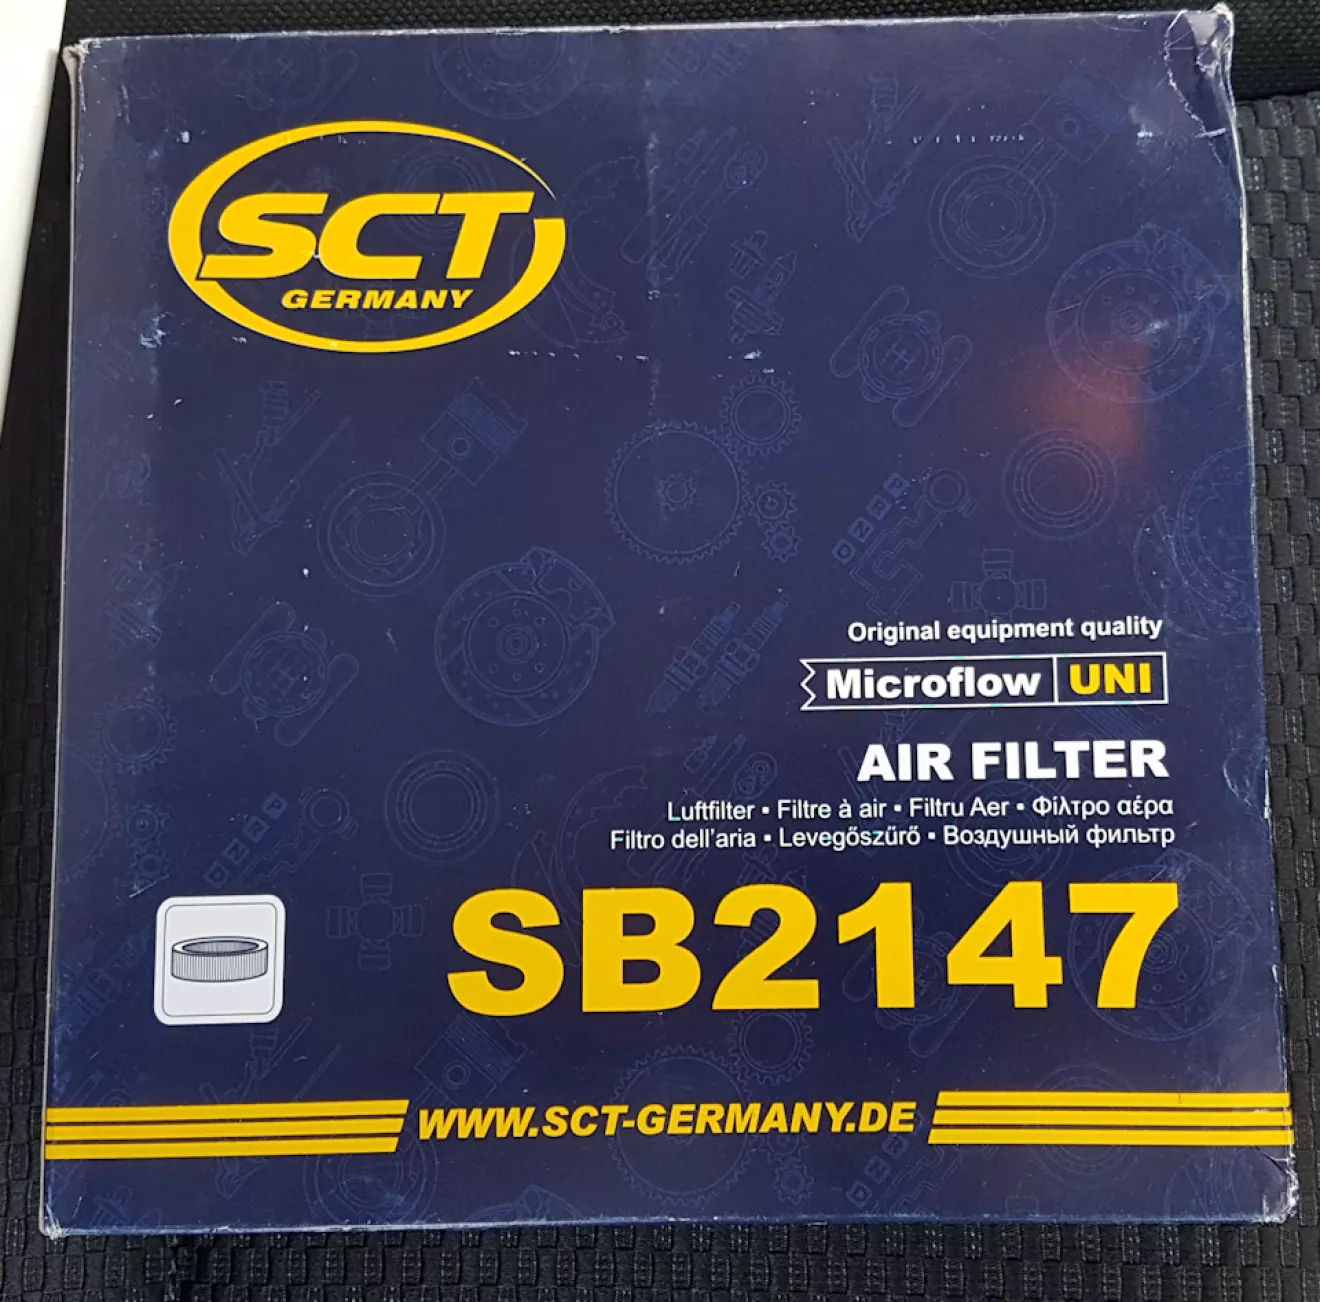 SCT
GERMANY
Original equipment quality
Microflow UNI
AIR FILTER
Luftfilter ▪ Filtre à air ▪ Filtru Aer ▪ Φίλτρο αέρα
Filtro dell'aria ▪ Levegőszűrő ▪ Воздушный фильтр
SB2147
WWW.SCT-GERMANY.DE